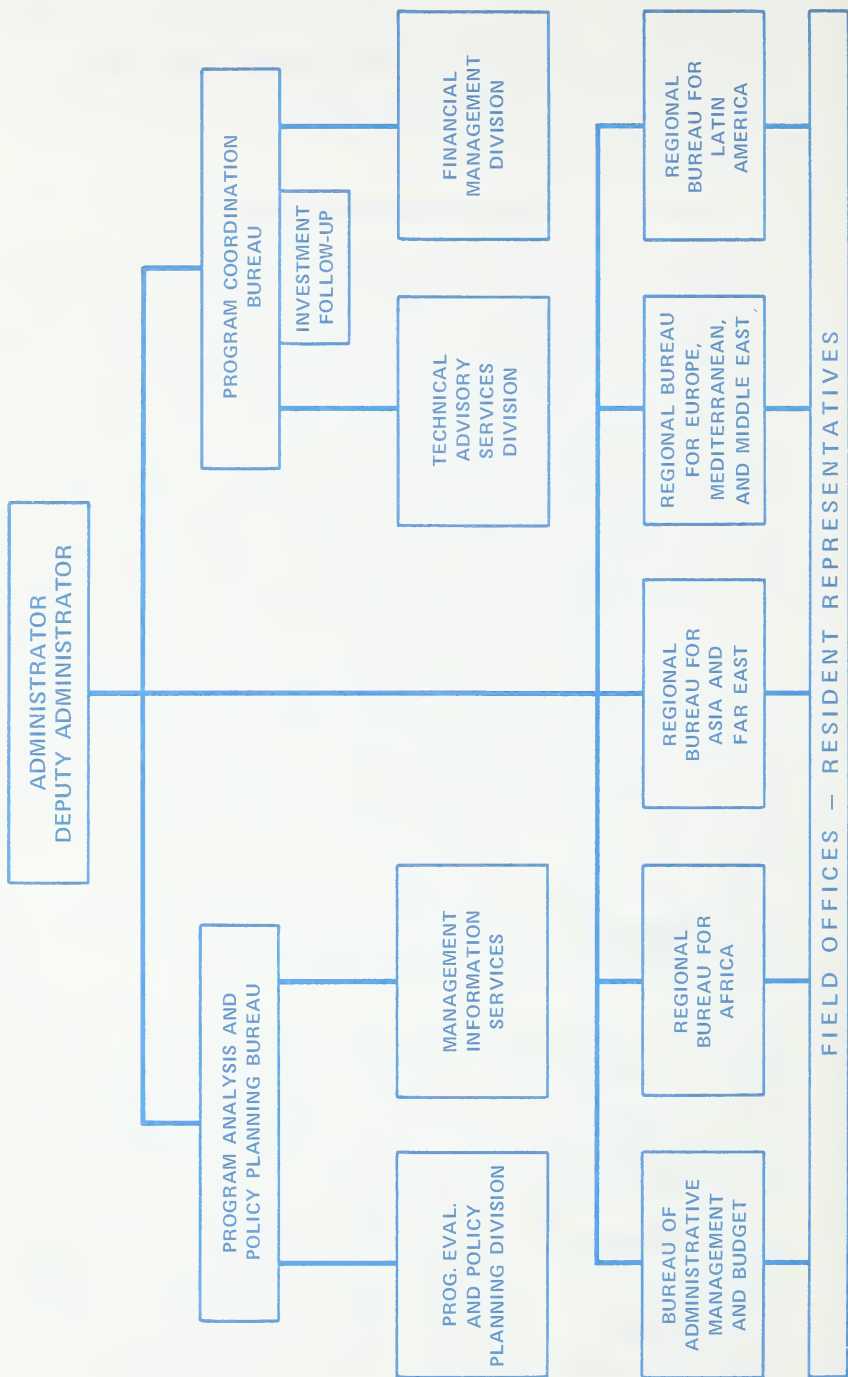 ADMINISTRATOR
DEPUTY ADMINISTRATOR
PROGRAM ANALYSIS AND
POLICY PLANNING BUREAU
PROGRAM COORDINATION
BUREAU
INVESTMENT
FOLLOW-UP
PROG. EVAL.
AND POLICY
PLANNING DIVISION
MANAGEMENT
INFORMATION
SERVICES
TECHNICAL
ADVISORY
SERVICES
DIVISION
FINANCIAL
MANAGEMENT
DIVISION
BUREAU OF
ADMINISTRATIVE
MANAGEMENT
AND BUDGET
REGIONAL
BUREAU FOR
AFRICA
REGIONAL
BUREAU FOR
ASIA AND
FAR EAST
REGIONAL BUREAU
FOR EUROPE,
MEDITERRANEAN,
AND MIDDLE EAST
REGIONAL
BUREAU FOR
LATIN
AMERICA
FIELD OFFICES — RESIDENT REPRESENTATIVES